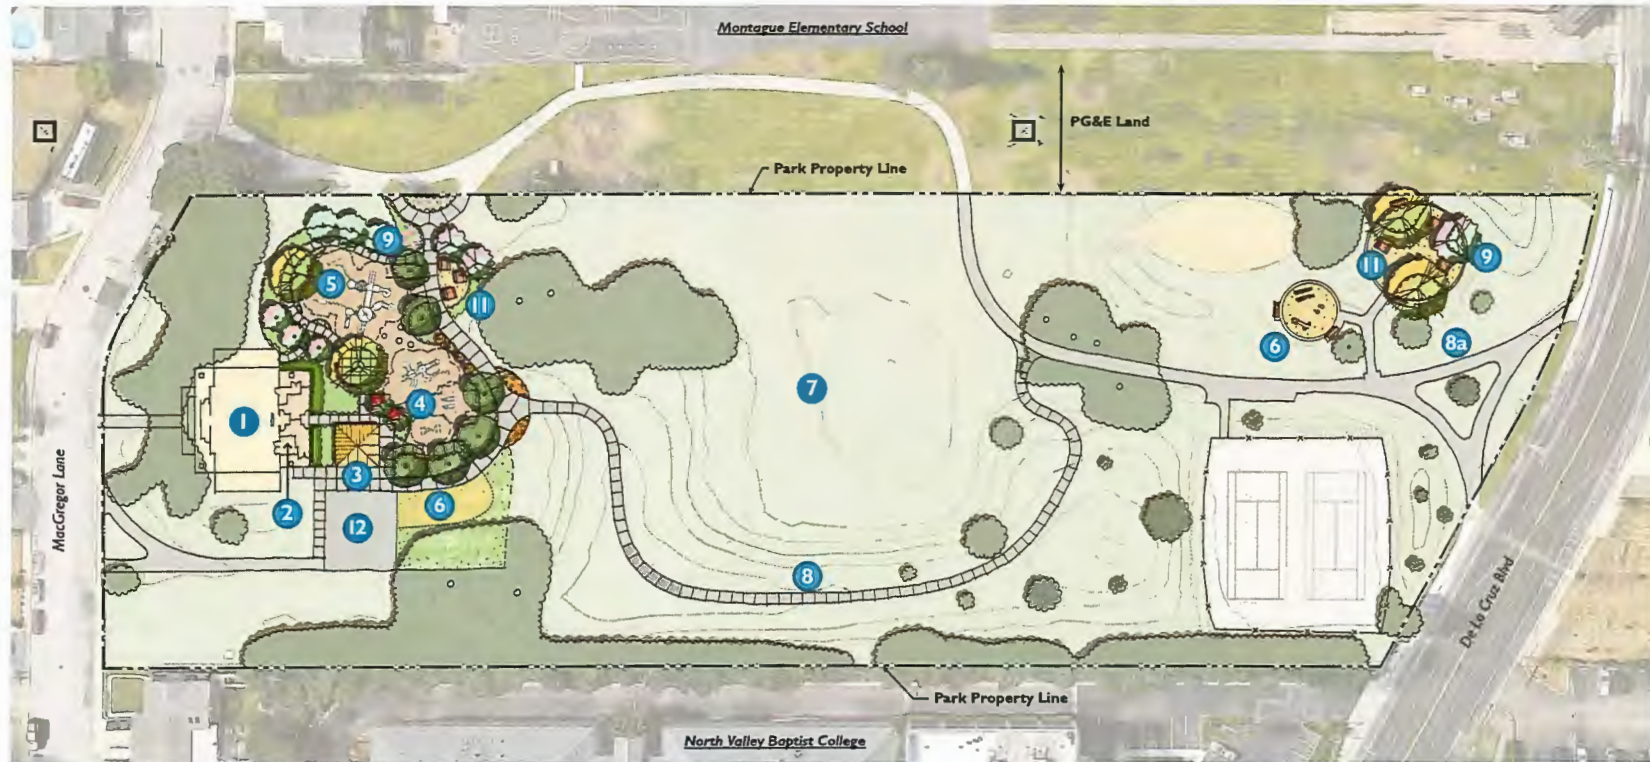 Montague Elementary School
PG&E Land
Park Property Line
9
5
11
11
9
6
8a
7
4
1
3
6
2
12
8
MacGregor Lane
De La Cruz Blvd
Park Property Line
North Valley Baptist College